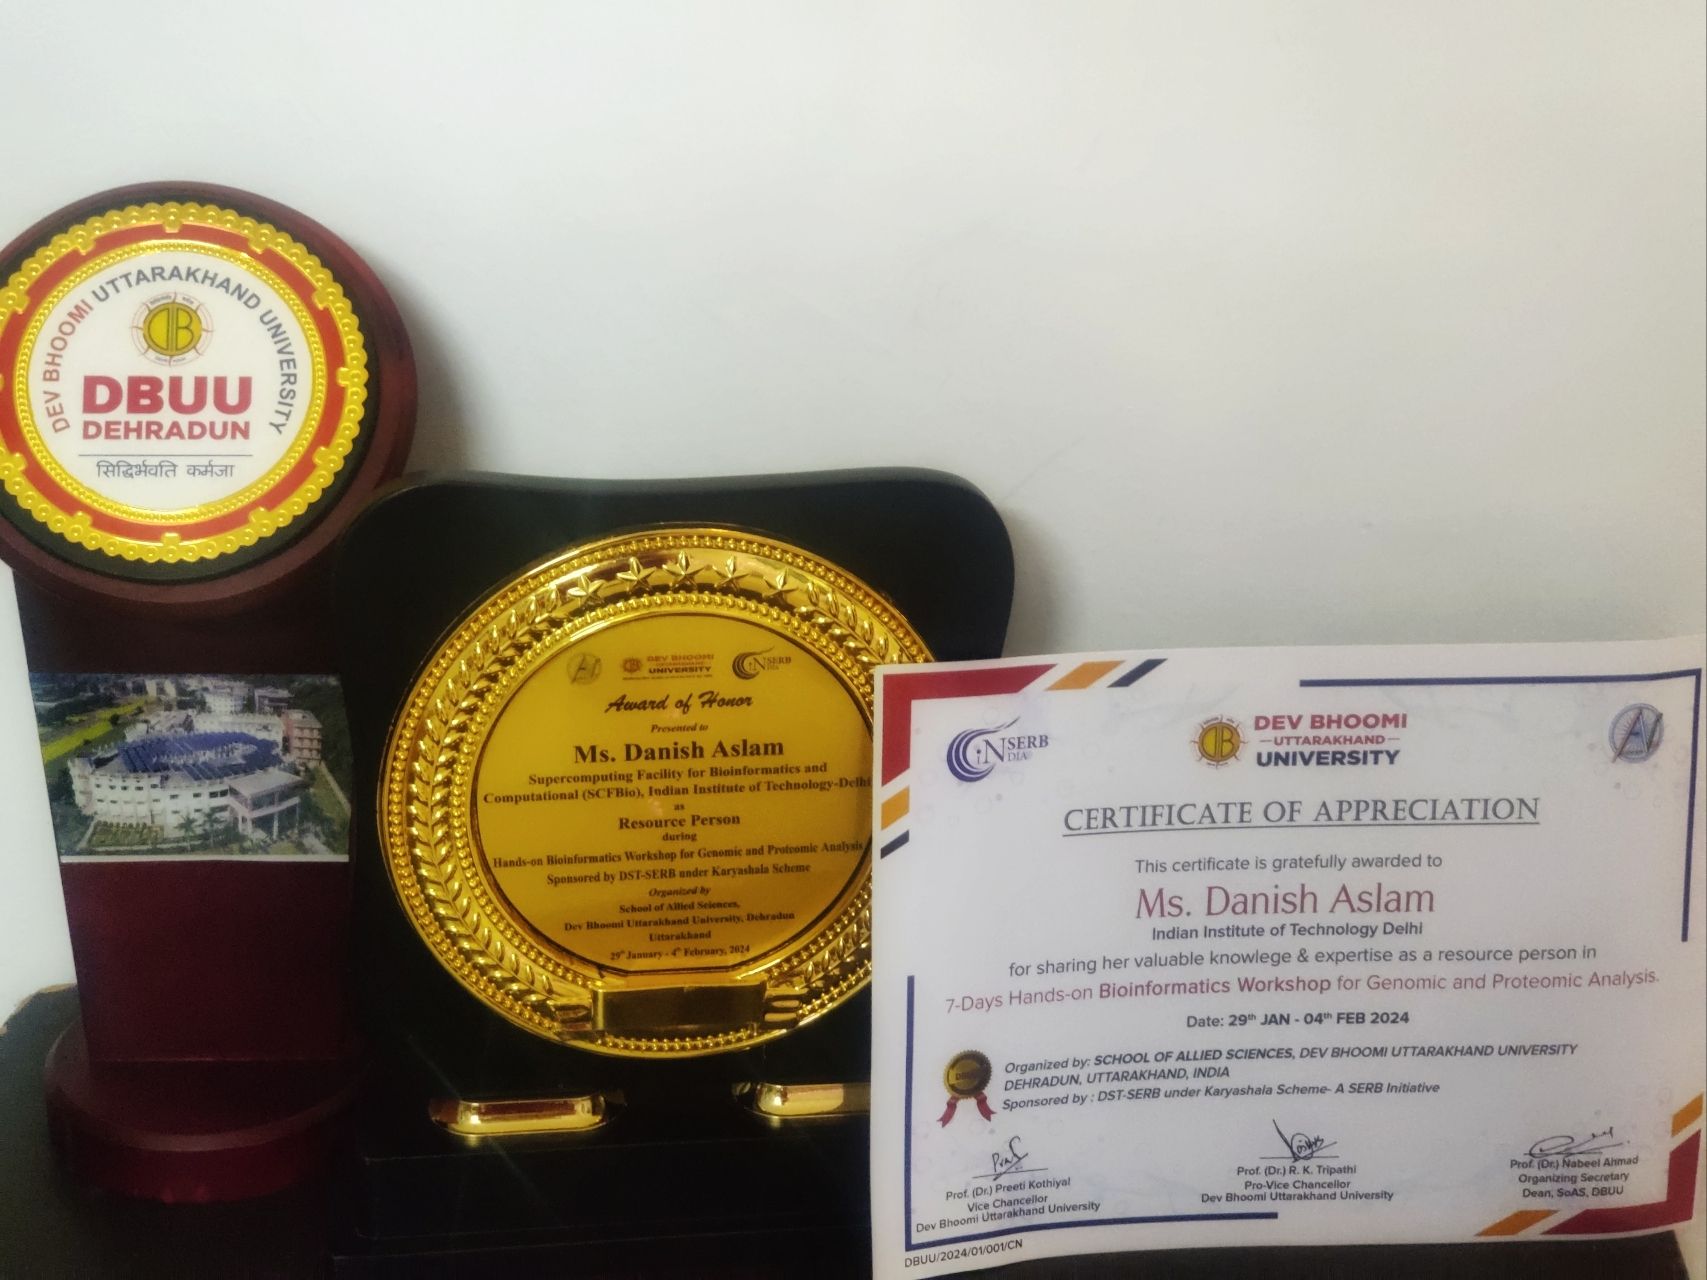 DEV BHOOMI UTTARAKHAND UNIVERSITY
DBUU
DEHRADUN
सिद्धिर्भवति कर्मजा
DEV BHOOMI
UTTARAKHAND
UNIVERSITY
SERB
Award of Honor
Presented to
Ms. Danish Aslam
Supercomputing Facility for Bioinformatics and
Computational (SCFBio), Indian Institute of Technology-Delhi
as
Resource Person
during
Hands-on Bioinformatics Workshop for Genomic and Proteomic Analysis
Sponsored by DST-SERB under Karyashala Scheme
Organized by
School of Allied Sciences,
Dev Bhoomi Uttarakhand University, Dehradun
Uttarakhand
29th January - 4th February, 2024
SERB
iNDIA
DEV BHOOMI
UTTARAKHAND
UNIVERSITY
CERTIFICATE OF APPRECIATION
This certificate is gratefully awarded to
Ms. Danish Aslam
Indian Institute of Technology Delhi
for sharing her valuable knowlege & expertise as a resource person in
7-Days Hands-on Bioinformatics Workshop for Genomic and Proteomic Analysis.
Date: 29th JAN - 04th FEB 2024
Organized by: SCHOOL OF ALLIED SCIENCES, DEV BHOOMI UTTARAKHAND UNIVERSITY
DEHRADUN, UTTARAKHAND, INDIA
Sponsored by : DST-SERB under Karyashala Scheme- A SERB Initiative
Prof. (Dr.) Preeti Kothiyal
Vice Chancellor
Dev Bhoomi Uttarakhand University
Prof. (Dr.) R. K. Tripathi
Pro-Vice Chancellor
Dev Bhoomi Uttarakhand University
Prof. (Dr.) Nabeel Ahmad
Organizing Secretary
Dean, SoAS, DBUU
DBUU/2024/01/001/CN